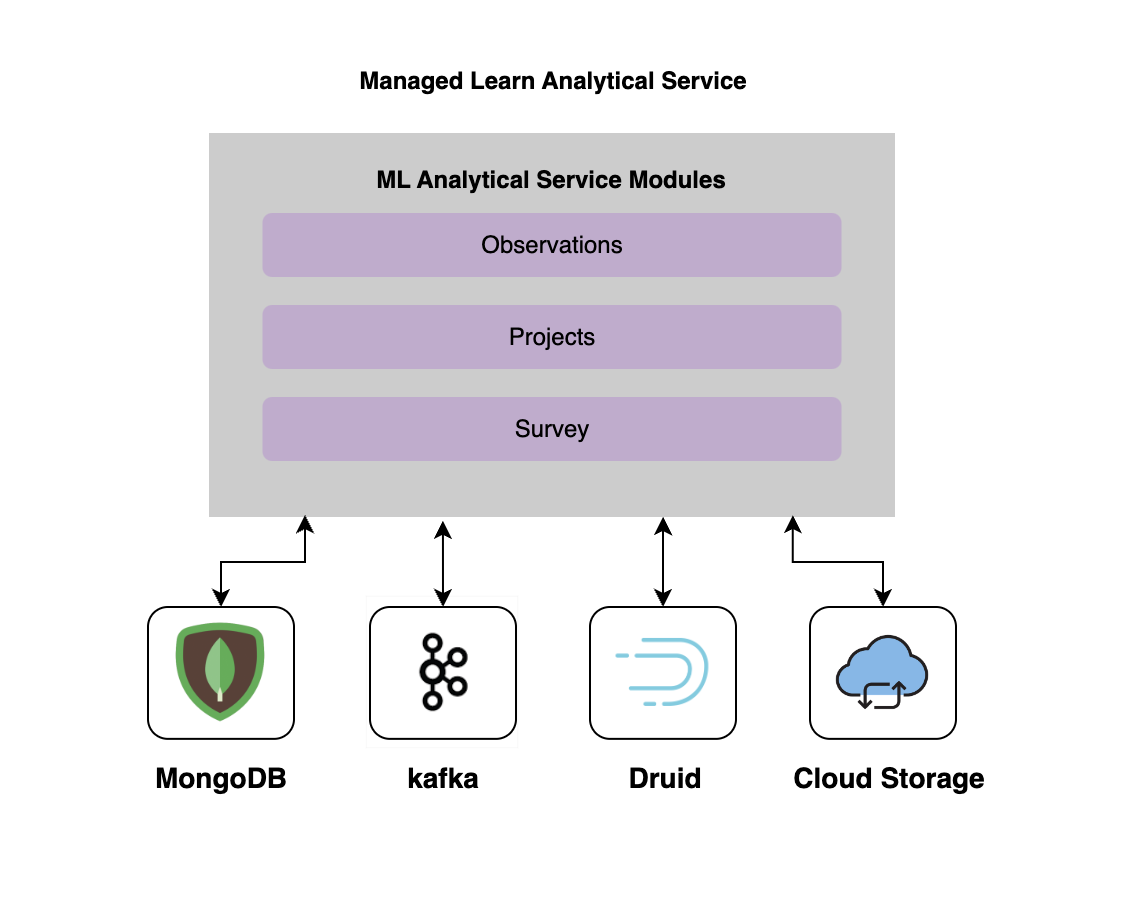 Managed Learn Analytical Service
ML Analytical Service Modules
Observations
Projects
Survey
MongoDB
kafka
Druid
Cloud Storage